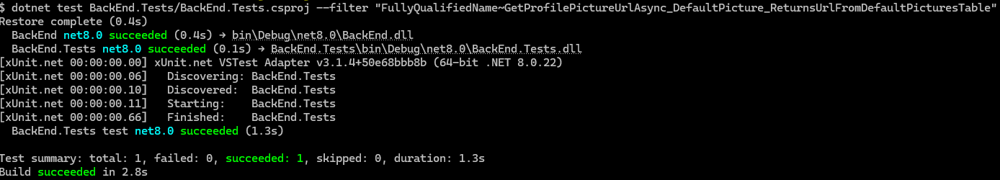 $ dotnet test BackEnd.Tests/BackEnd.Tests.csproj --filter "FullyQualifiedName~GetProfilePictureUrlAsync_DefaultPicture_ReturnsUrlFromDefaultPicturesTable"
Restore complete (0.4s)
  BackEnd net8.0 succeeded (0.4s) → bin\Debug\net8.0\BackEnd.dll
  BackEnd.Tests net8.0 succeeded (0.1s) → BackEnd.Tests\bin\Debug\net8.0\BackEnd.Tests.dll
[xUnit.net 00:00:00.00] xUnit.net VSTest Adapter v3.1.4+50e68bbb8b (64-bit .NET 8.0.22)
[xUnit.net 00:00:00.06]   Discovering: BackEnd.Tests
[xUnit.net 00:00:00.10]   Discovered:  BackEnd.Tests
[xUnit.net 00:00:00.11]   Starting:    BackEnd.Tests
[xUnit.net 00:00:00.66]   Finished:    BackEnd.Tests
  BackEnd.Tests test net8.0 succeeded (1.3s)

Test summary: total: 1, failed: 0, succeeded: 1, skipped: 0, duration: 1.3s
Build succeeded in 2.8s